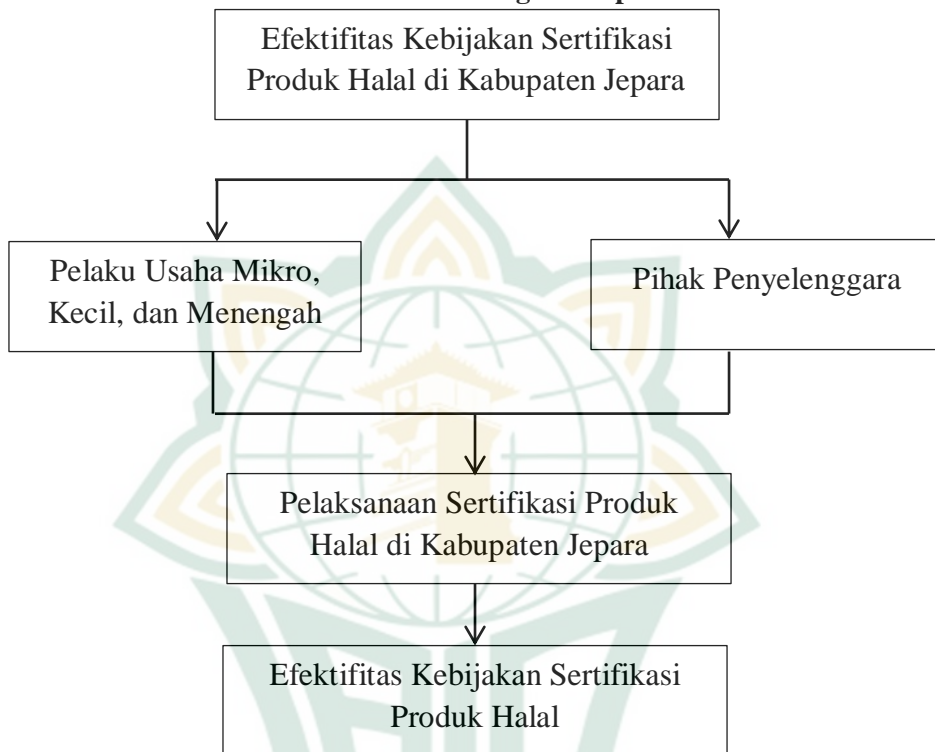 Efektifitas Kebijakan Sertifikasi
Produk Halal di Kabupaten Jepara
Pelaku Usaha Mikro,
Kecil, dan Menengah
Pihak Penyelenggara
Pelaksanaan Sertifikasi Produk
Halal di Kabupaten Jepara
Efektifitas Kebijakan Sertifikasi
Produk Halal